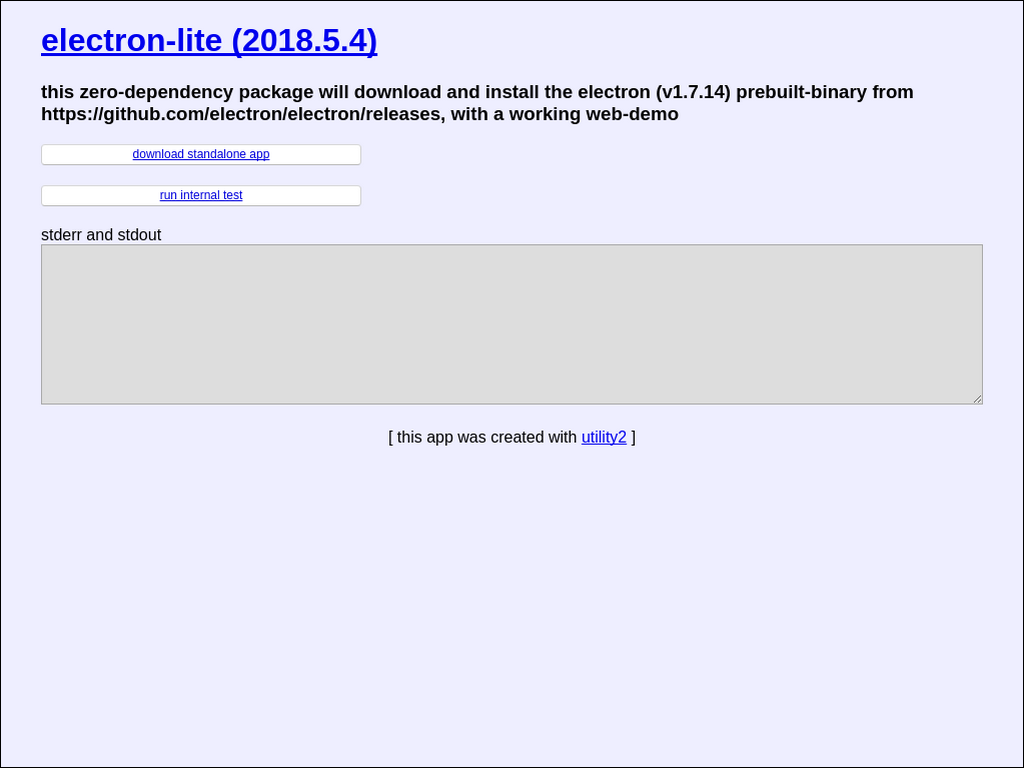 electron-lite (2018.5.4)
this zero-dependency package will download and install the electron (v1.7.14) prebuilt-binary from
https://github.com/electron/electron/releases, with a working web-demo
download standalone app
run internal test
stderr and stdout
[ this app was created with utility2 ]